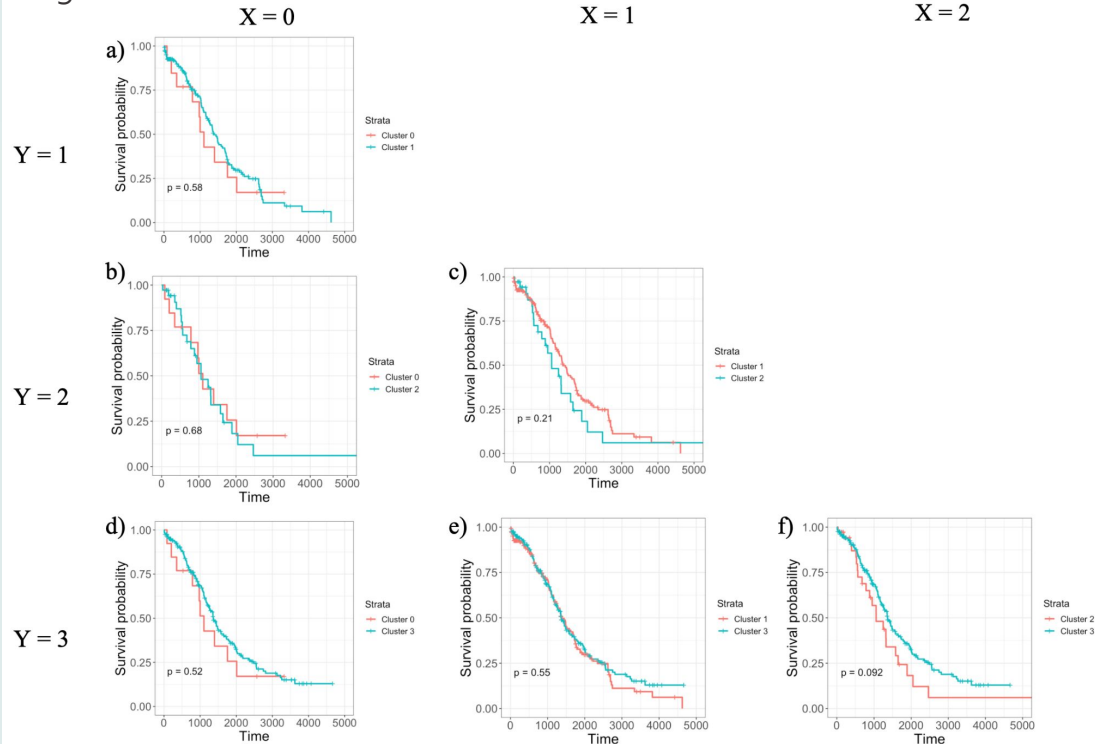 X = 0
X = 1
X = 2
Y = 1
a)
Survival probability
1.00
0.75
0.50
0.25
0.00
p = 0.58
0 1000 2000 3000 4000 5000
Time
Strata
Cluster 0
Cluster 1
Y = 2
b)
Survival probability
1.00
0.75
0.50
0.25
0.00
p = 0.68
0 1000 2000 3000 4000 5000
Time
Strata
Cluster 0
Cluster 2
c)
Survival probability
1.00
0.75
0.50
0.25
0.00
p = 0.21
0 1000 2000 3000 4000 5000
Time
Strata
Cluster 1
Cluster 2
Y = 3
d)
Survival probability
1.00
0.75
0.50
0.25
0.00
p = 0.52
0 1000 2000 3000 4000 5000
Time
Strata
Cluster 0
Cluster 3
e)
Survival probability
1.00
0.75
0.50
0.25
0.00
p = 0.55
0 1000 2000 3000 4000 5000
Time
Strata
Cluster 1
Cluster 3
f)
Survival probability
1.00
0.75
0.50
0.25
0.00
p = 0.092
0 1000 2000 3000 4000 5000
Time
Strata
Cluster 2
Cluster 3